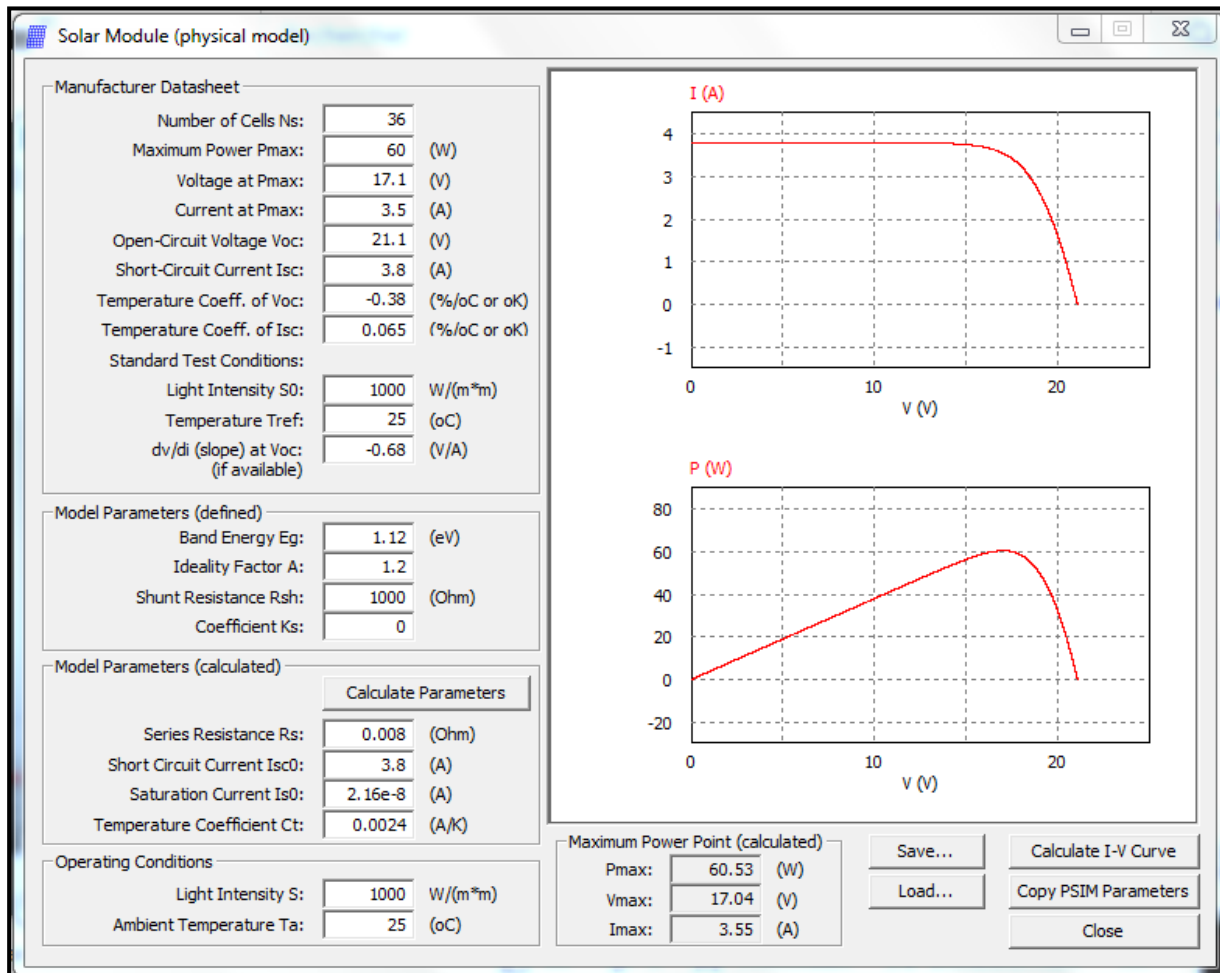 Solar Module (physical model)
Manufacturer Datasheet
Number of Cells Ns: 36
Maximum Power Pmax: 60 (W)
Voltage at Pmax: 17.1 (V)
Current at Pmax: 3.5 (A)
Open-Circuit Voltage Voc: 21.1 (V)
Short-Circuit Current Isc: 3.8 (A)
Temperature Coeff. of Voc: -0.38 (%/oC or oK)
Temperature Coeff. of Isc: 0.065 (%/oC or oK)
Standard Test Conditions:
Light Intensity S0: 1000 W/(m*m)
Temperature Tref: 25 (oC)
dv/di (slope) at Voc: -0.68 (V/A)
(if available)
Model Parameters (defined)
Band Energy Eg: 1.12 (eV)
Ideality Factor A: 1.2
Shunt Resistance Rsh: 1000 (Ohm)
Coefficient Ks: 0
Model Parameters (calculated)
Calculate Parameters
Series Resistance Rs: 0.008 (Ohm)
Short Circuit Current Isc0: 3.8 (A)
Saturation Current Is0: 2.16e-8 (A)
Temperature Coefficient Ct: 0.0024 (A/K)
Operating Conditions
Light Intensity S: 1000 W/(m*m)
Ambient Temperature Ta: 25 (oC)
I (A)
4
3
2
1
0
-1
0 10 20
V (V)
P (W)
80
60
40
20
0
-20
0 10 20
V (V)
Maximum Power Point (calculated)
Pmax: 60.53 (W)
Vmax: 17.04 (V)
Imax: 3.55 (A)
Save... Calculate I-V Curve
Load... Copy PSIM Parameters
Close